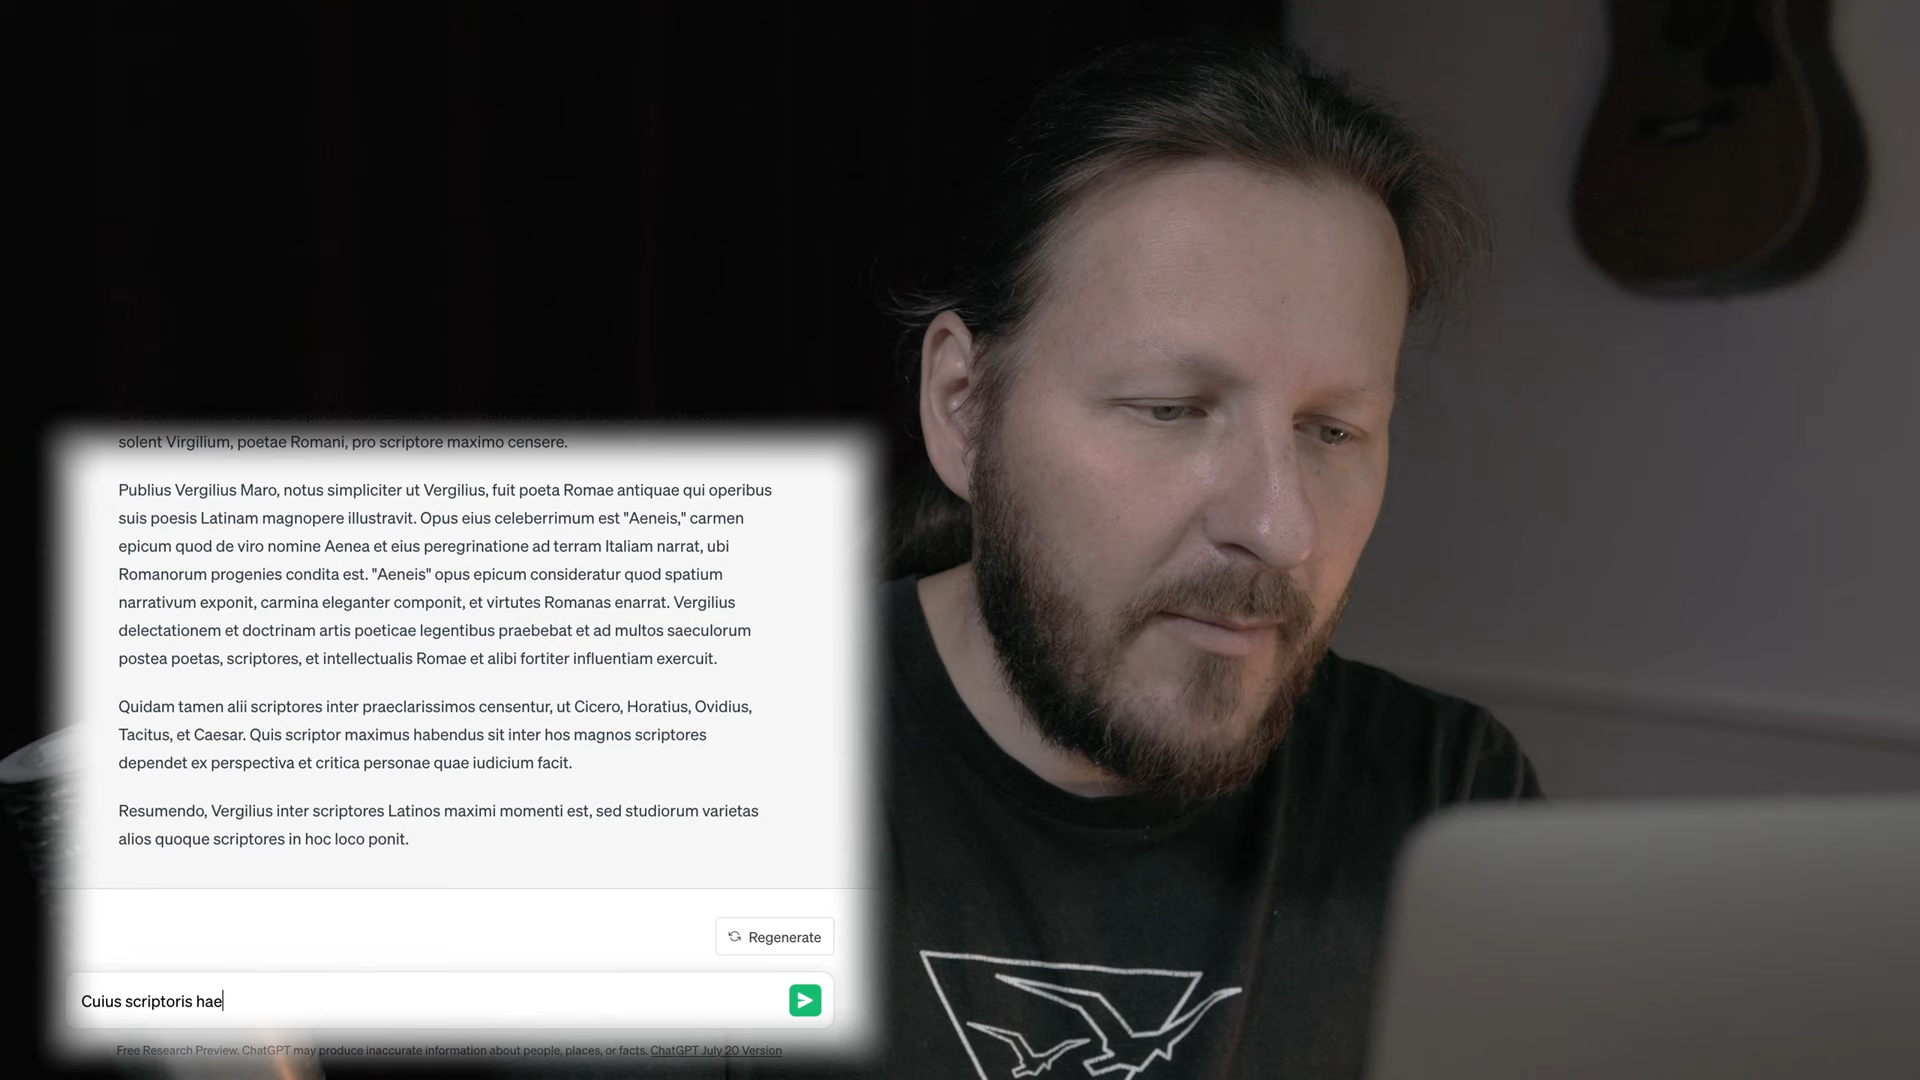 solent Virgilium, poetae Romani, pro scriptore maximo censere.
Publius Vergilius Maro, notus simpliciter ut Vergilius, fuit poeta Romae antiquae qui operibus
suis poesis Latinam magnopere illustravit. Opus eius celeberrimum est "Aeneis," carmen
epicum quod de viro nomine Aenea et eius peregrinatione ad terram Italiam narrat, ubi
Romanorum progenies condita est. "Aeneis" opus epicum consideratur quod spatium
narrativum exponit, carmina eleganter componit, et virtutes Romanas enarrat. Vergilius
delectationem et doctrinam artis poeticae legentibus praebebat et ad multos saeculorum
postea poetas, scriptores, et intellectualis Romae et alibi fortiter influentiam exercuit.
Quidam tamen alii scriptores inter praeclarissimos censentur, ut Cicero, Horatius, Ovidius,
Tacitus, et Caesar. Quis scriptor maximus habendus sit inter hos magnos scriptores
dependet ex perspectiva et critica personae quae iudicium facit.
Resumendo, Vergilius inter scriptores Latinos maximi momenti est, sed studiorum varietas
alios quoque scriptores in hoc loco ponit.
Regenerate
Cuius scriptoris hae
Free Research Preview. ChatGPT may produce inaccurate information about people, places, or facts. ChatGPT July 20 Version